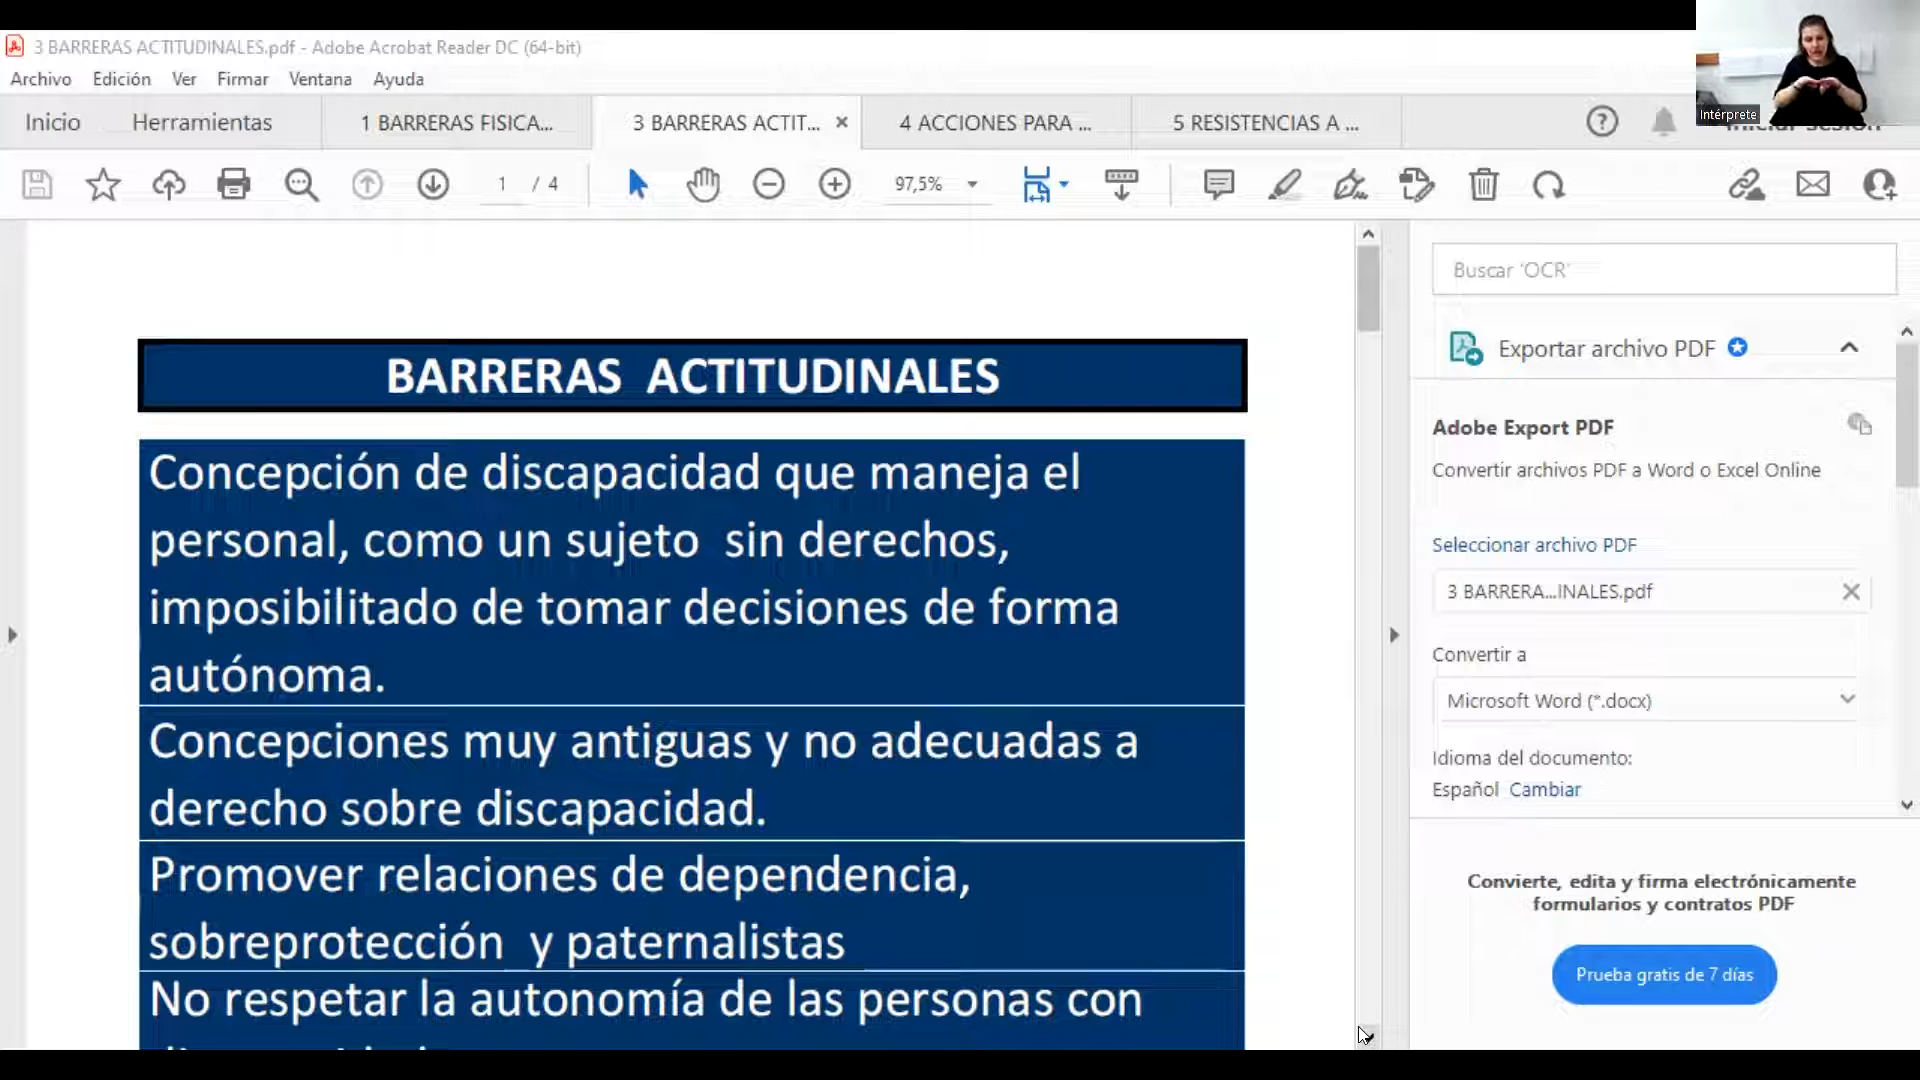 3 BARRERAS ACTITUDINALES.pdf - Adobe Acrobat Reader DC (64-bit)
Archivo Edición Ver Firmar Ventana Ayuda
Intérprete
Inicio Herramientas 1 BARRERAS FISICA... 3 BARRERAS ACTIT... 4 ACCIONES PARA ... 5 RESISTENCIAS A ... Iniciar sesión
1 / 4 97,5%
Buscar 'OCR'
Exportar archivo PDF
Adobe Export PDF
Convertir archivos PDF a Word o Excel Online
Seleccionar archivo PDF
3 BARRERA...INALES.pdf
Convertir a
Microsoft Word (*.docx)
Idioma del documento:
Español Cambiar
Convierte, edita y firma electrónicamente
formularios y contratos PDF
Prueba gratis de 7 días
BARRERAS ACTITUDINALES
Concepción de discapacidad que maneja el
personal, como un sujeto sin derechos,
imposibilitado de tomar decisiones de forma
autónoma.
Concepciones muy antiguas y no adecuadas a
derecho sobre discapacidad.
Promover relaciones de dependencia,
sobreprotección y paternalistas
No respetar la autonomía de las personas con